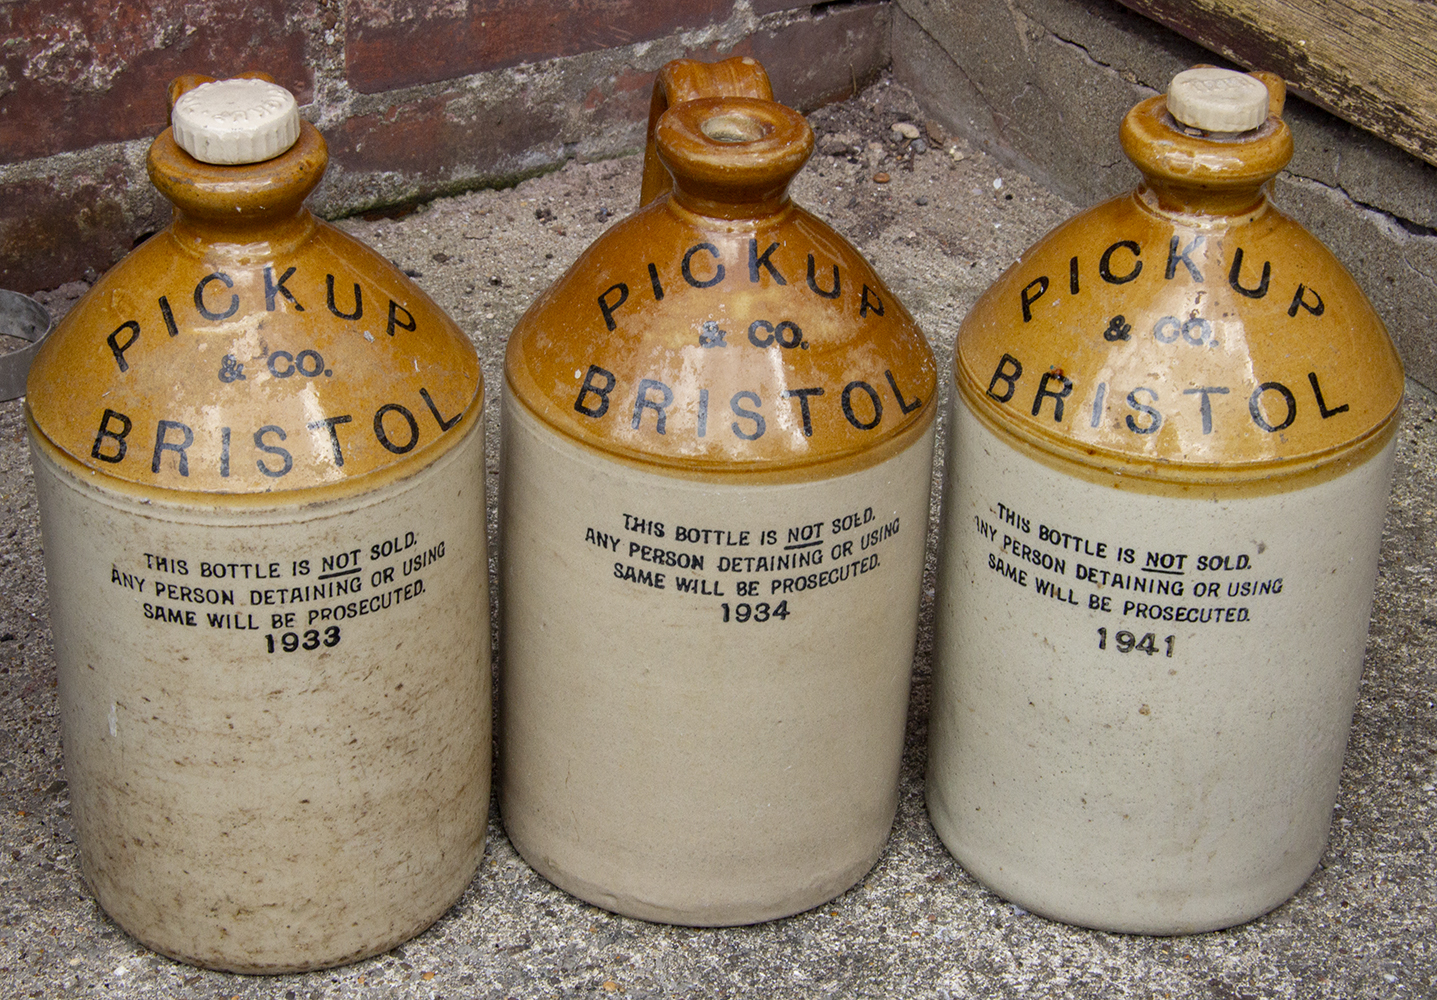 PICKUP
& CO.
BRISTOL
THIS BOTTLE IS NOT SOLD.
ANY PERSON DETAINING OR USING
SAME WILL BE PROSECUTED.
1933
PICKUP
& CO.
BRISTOL
THIS BOTTLE IS NOT SOLD.
ANY PERSON DETAINING OR USING
SAME WILL BE PROSECUTED.
1934
PICKUP
& CO.
BRISTOL
THIS BOTTLE IS NOT SOLD.
ANY PERSON DETAINING OR USING
SAME WILL BE PROSECUTED.
1941